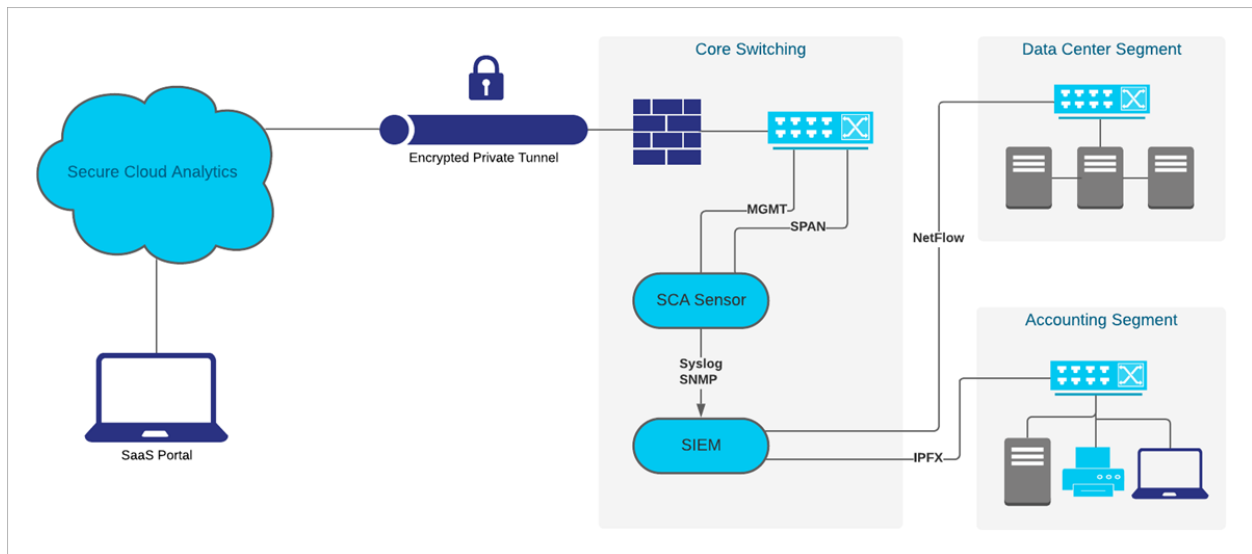 Core Switching
Data Center Segment
Secure Cloud Analytics
Encrypted Private Tunnel
MGMT
SPAN
NetFlow
SCA Sensor
Accounting Segment
Syslog
SNMP
SIEM
IPFX
SaaS Portal